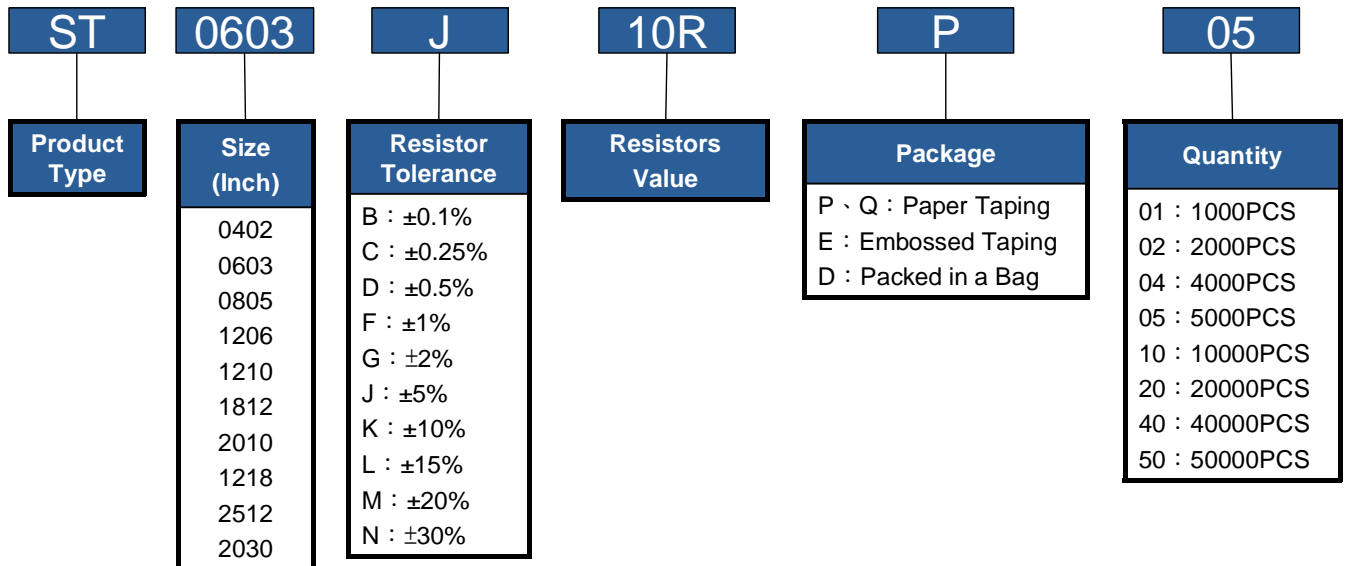 ST 0603 J 10R P 05
Product
Type
Size
(Inch)
0402
0603
0805
1206
1210
1812
2010
1218
2512
2030
Resistor
Tolerance
B：±0.1%
C：±0.25%
D：±0.5%
F：±1%
G：±2%
J：±5%
K：±10%
L：±15%
M：±20%
N：±30%
Resistors
Value
Package
P、Q：Paper Taping
E：Embossed Taping
D：Packed in a Bag
Quantity
01：1000PCS
02：2000PCS
04：4000PCS
05：5000PCS
10：10000PCS
20：20000PCS
40：40000PCS
50：50000PCS